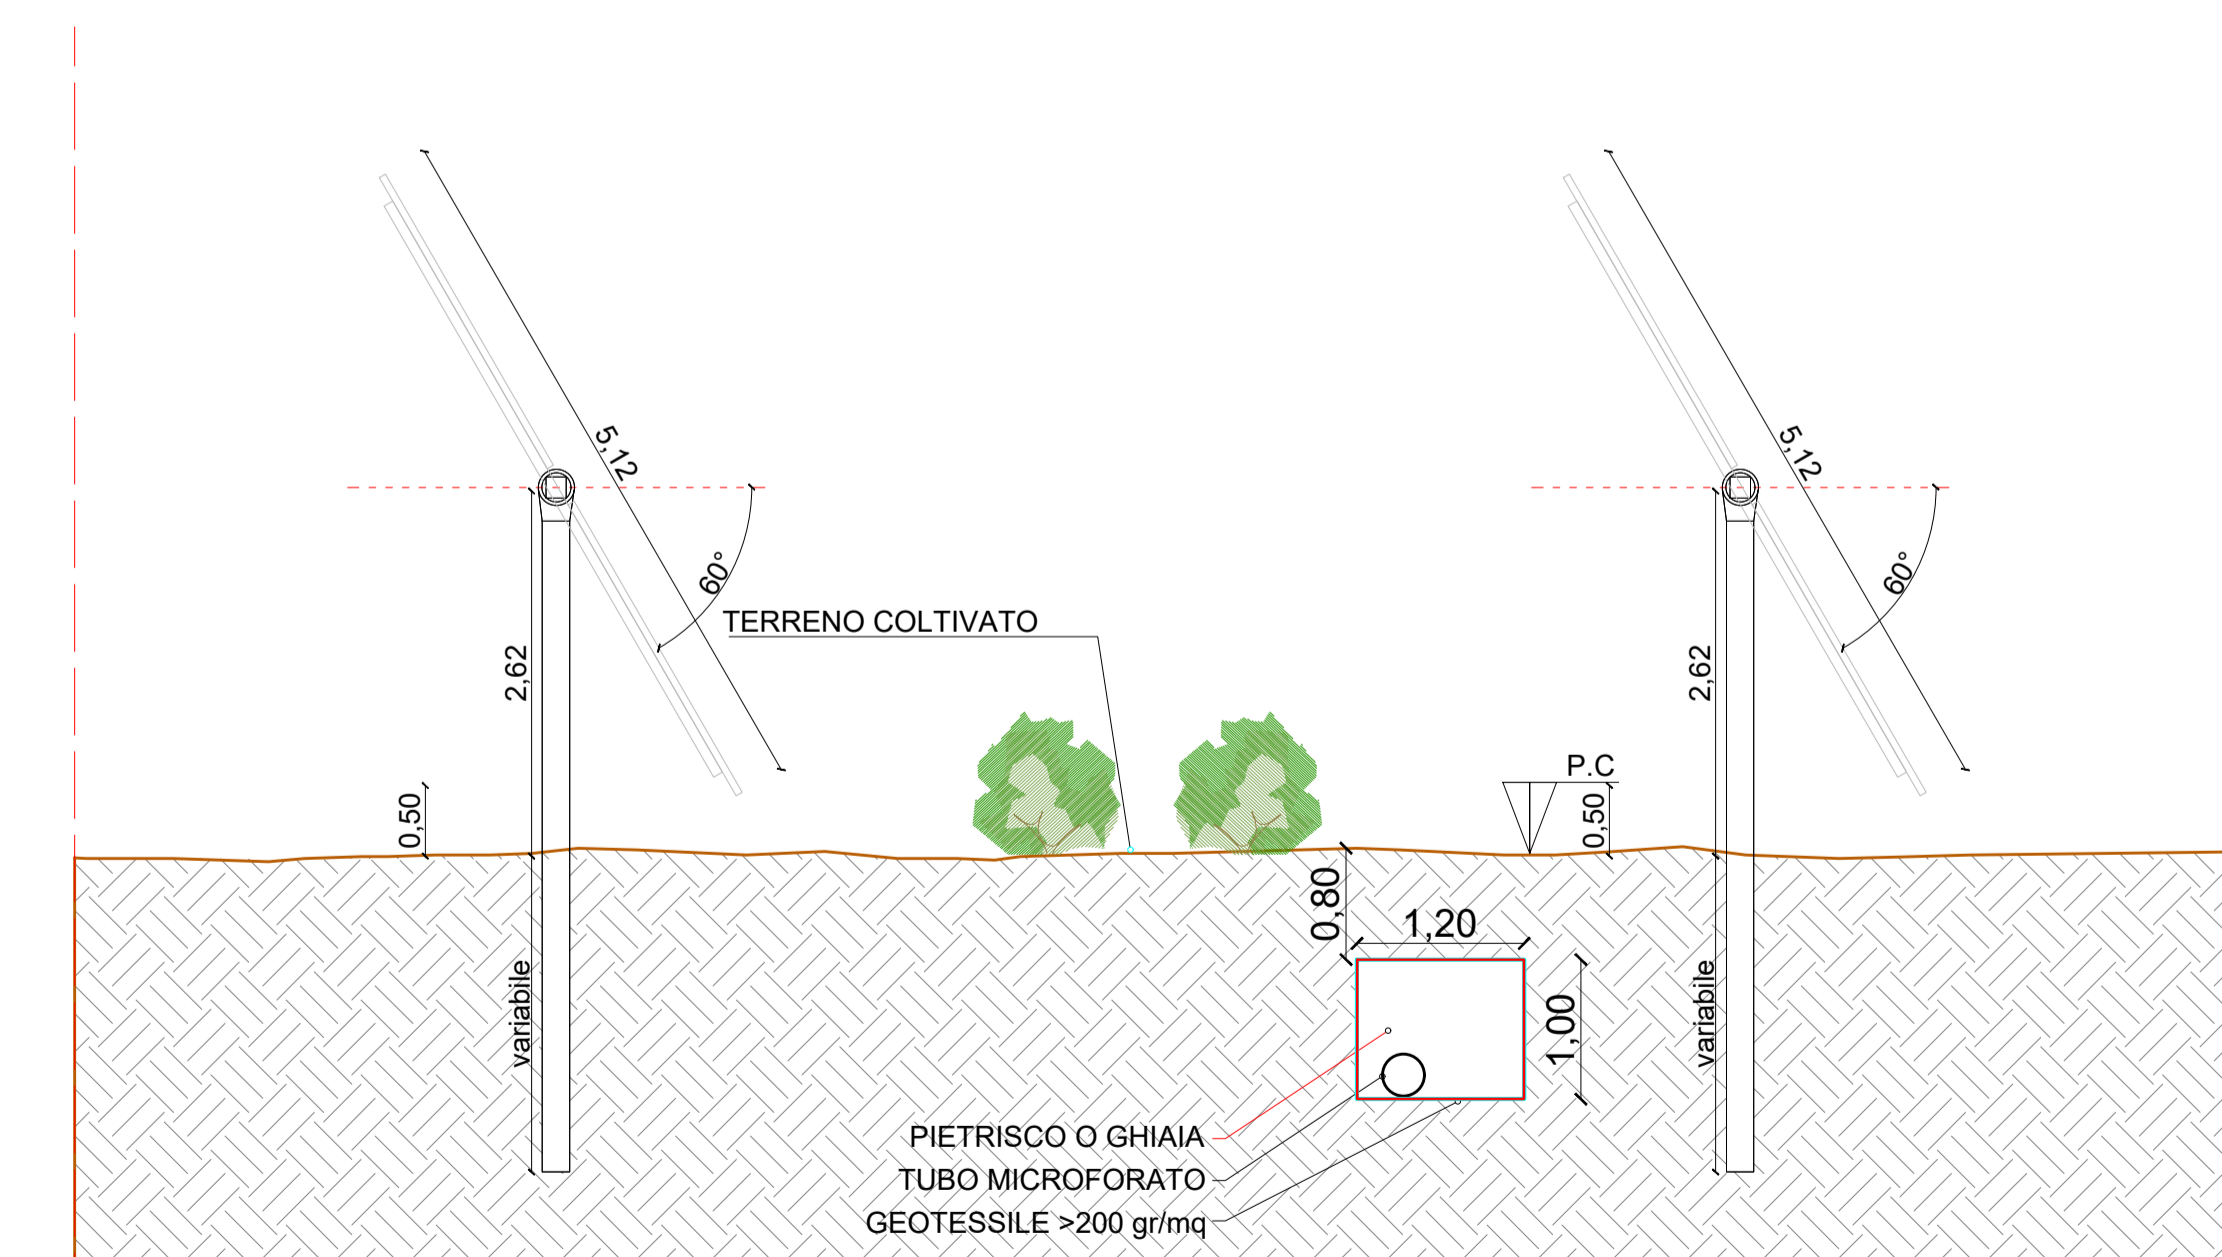 5,12
5,12
60°
60°
TERRENO COLTIVATO
2,62
2,62
P.C
0,50
0,50
0,80
1,20
variabile
1,00
variabile
PIETRISCO O GHIAIA
TUBO MICROFORATO
GEOTESSILE >200 gr/mq